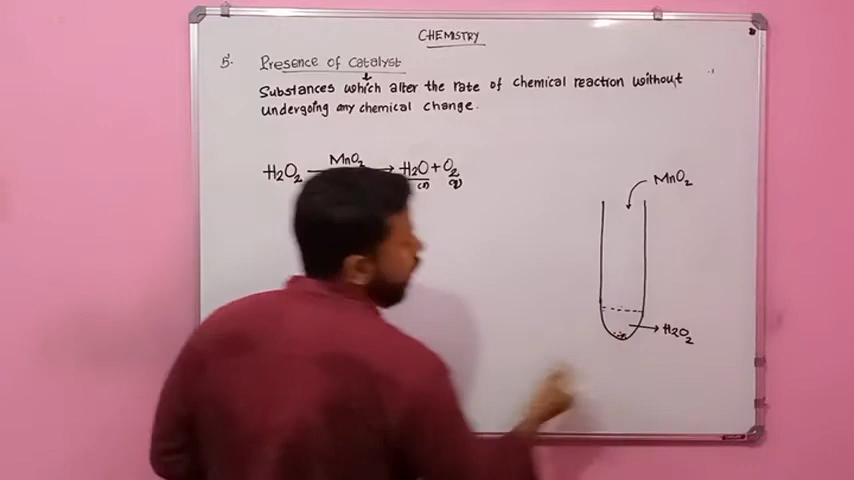 CHEMISTRY
5. Presence of Catalyst
Substances which alter the rate of chemical reaction without
undergoing any chemical change.
MnO₂
H₂O₂ → H₂O + O₂
(l) (g)
MnO₂
H₂O₂